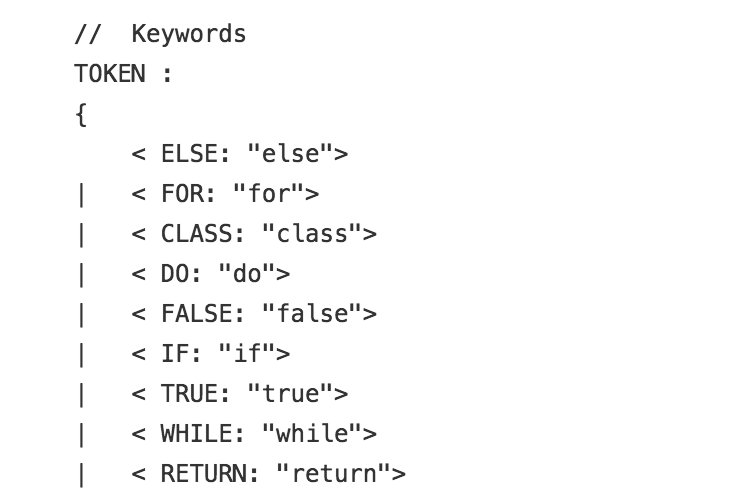 //  Keywords
TOKEN :
{
    < ELSE: "else">
|   < FOR: "for">
|   < CLASS: "class">
|   < DO: "do">
|   < FALSE: "false">
|   < IF: "if">
|   < TRUE: "true">
|   < WHILE: "while">
|   < RETURN: "return">